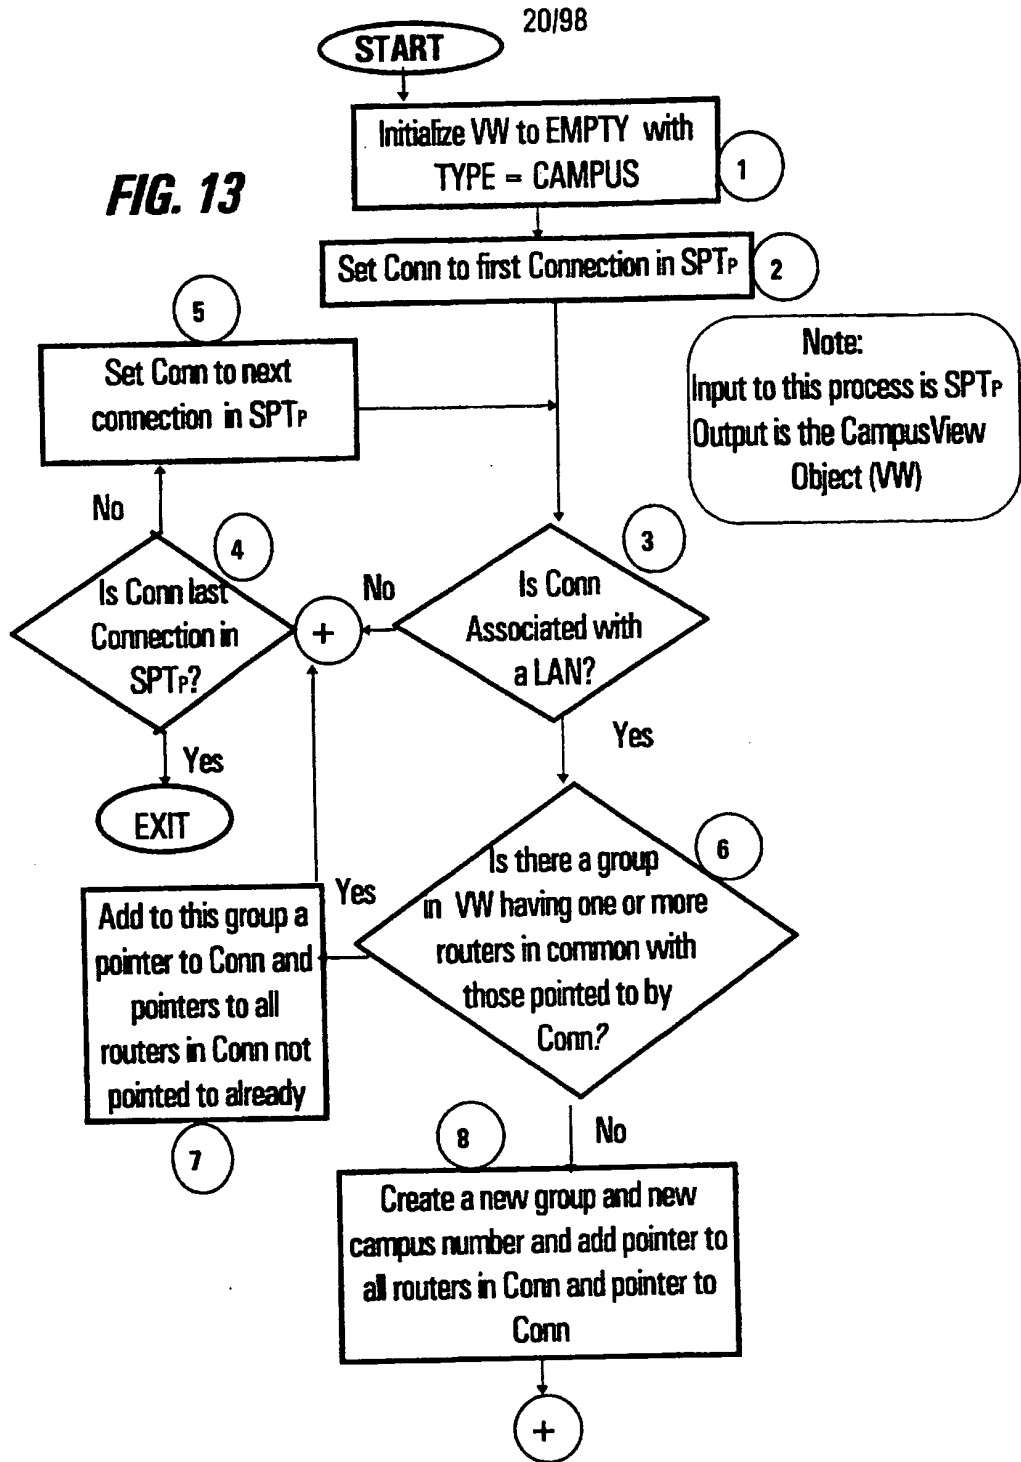 20/98
START
Initialize VW to EMPTY with
TYPE = CAMPUS
1
FIG. 13
Set Conn to first Connection in SPTP
2
5
Set Conn to next
connection in SPTP
Note:
Input to this process is SPTP
Output is the CampusView
Object (VW)
No
4
Is Conn last
Connection in
SPTP?
No
+
3
Is Conn
Associated with
a LAN?
Yes
Yes
EXIT
6
Is there a group
in VW having one or more
routers in common with
those pointed to by
Conn?
Yes
Add to this group a
pointer to Conn and
pointers to all
routers in Conn not
pointed to already
7
No
8
Create a new group and new
campus number and add pointer to
all routers in Conn and pointer to
Conn
+